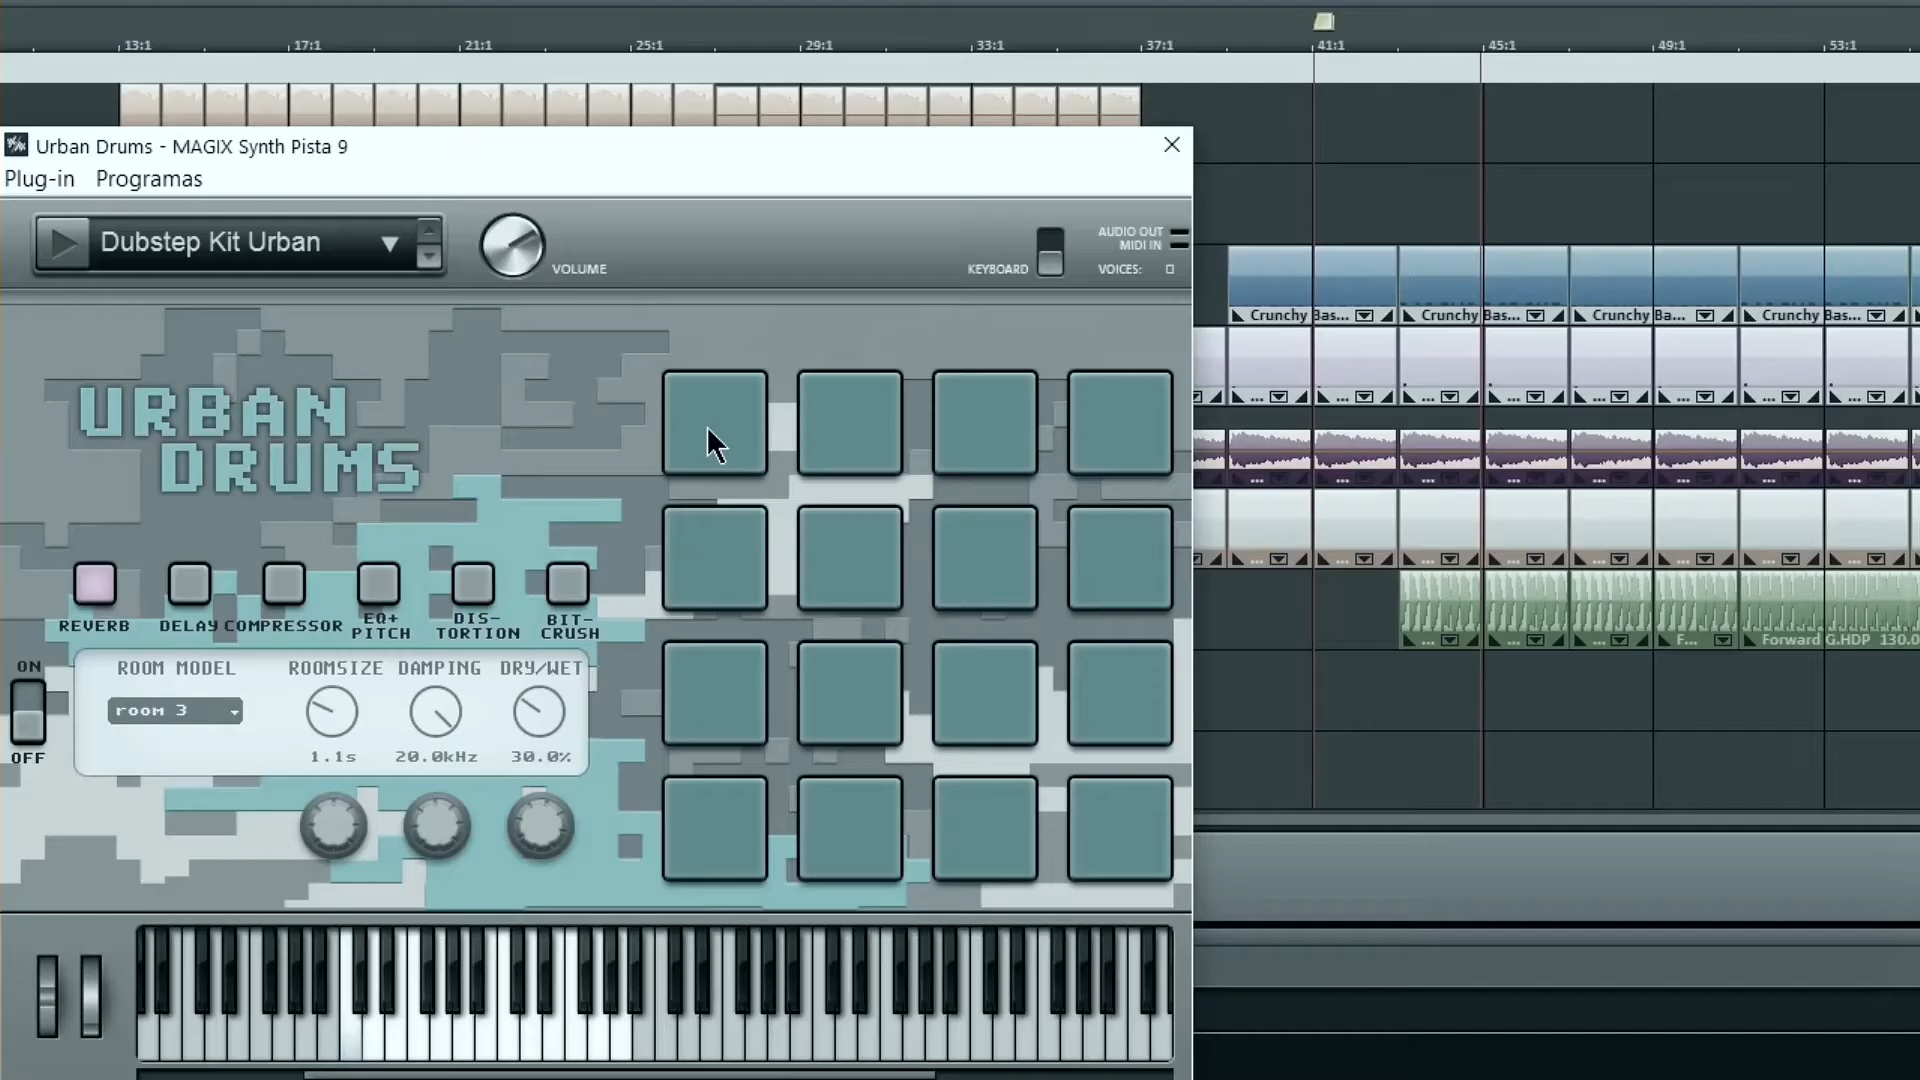 13:1 17:1 21:1 25:1 29:1 33:1 37:1 41:1 45:1 49:1 53:1
Urban Drums - MAGIX Synth Pista 9
Plug-in Programas
Dubstep Kit Urban
VOLUME
KEYBOARD
AUDIO OUT
MIDI IN
VOICES: 0
Crunchy Bas... Crunchy Bas... Crunchy Ba... Crunchy Bas...
... ... ... ... ... ... ... ...
... ... ... ... ... ... ... ...
... ... ... ... ... ... ... ...
... ... ... F... Forward G.HDP 130.0
URBAN
DRUMS
REVERB DELAY COMPRESSOR EQ+ PITCH DIS-TORTION BIT-CRUSH
ON
OFF
ROOM MODEL ROOMSIZE DAMPING DRY/WET
room 3
1.1s 20.0kHz 30.0%